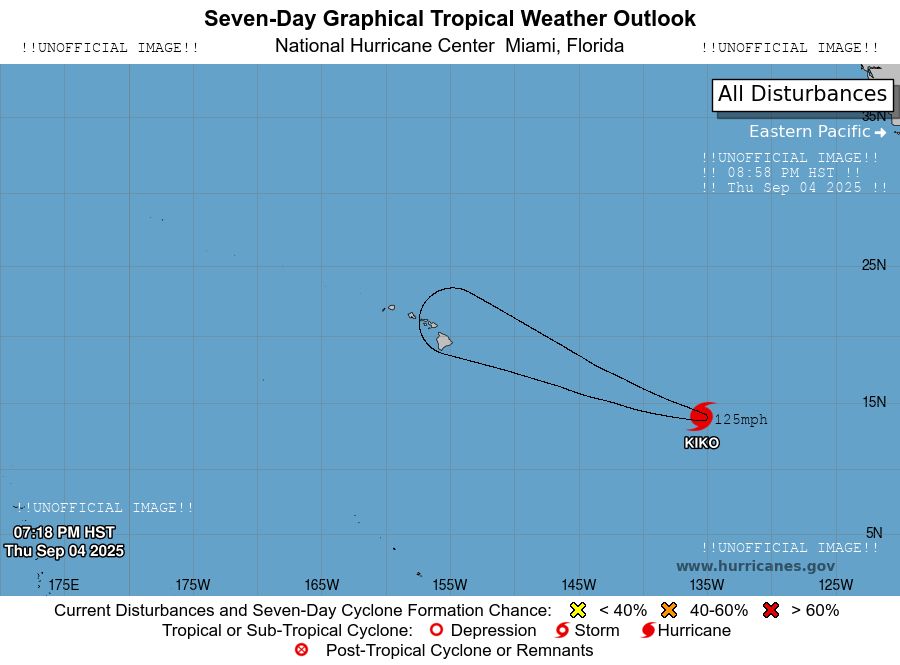 Seven-Day Graphical Tropical Weather Outlook
!!UNOFFICIAL IMAGE!!
National Hurricane Center  Miami, Florida
!!UNOFFICIAL IMAGE!!
All Disturbances
35N
Eastern Pacific
!!UNOFFICIAL IMAGE!!
!! 08:58 PM HST !!
!! Thu Sep 04 2025 !!
25N
15N
125mph
KIKO
!!UNOFFICIAL IMAGE!!
07:18 PM HST
Thu Sep 04 2025
5N
!!UNOFFICIAL IMAGE!!
www.hurricanes.gov
175E
175W
165W
155W
145W
135W
125W
Current Disturbances and Seven-Day Cyclone Formation Chance: < 40% 40-60% > 60%
Tropical or Sub-Tropical Cyclone: Depression Storm Hurricane
Post-Tropical Cyclone or Remnants